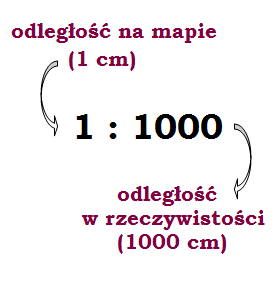 odległość na mapie
(1 cm)
1 : 1000
odległość
w rzeczywistości
(1000 cm)